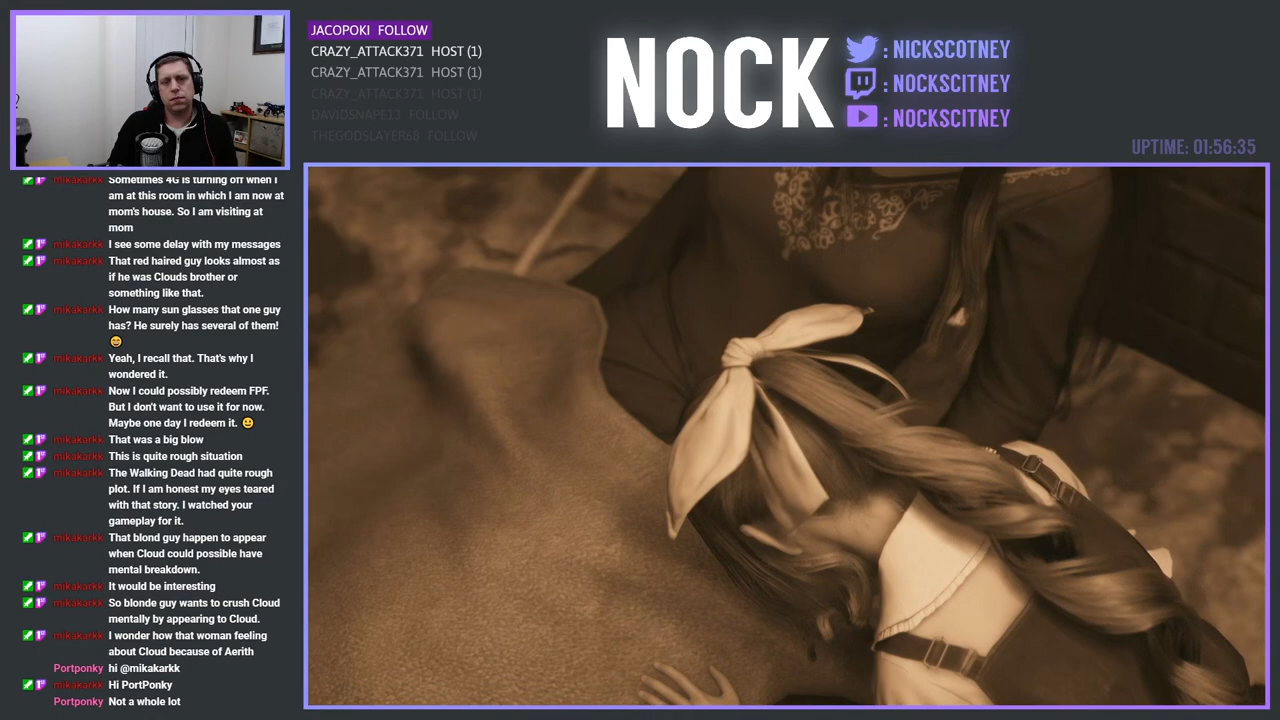 JACOPOKI FOLLOW
CRAZY_ATTACK371 HOST (1)
CRAZY_ATTACK371 HOST (1)
CRAZY_ATTACK371 HOST (1)
DAVIDSNAPE12 FOLLOW
THEGODSLAYER68 FOLLOW
NOCK
: NICKSCOTNEY
: NOCKSCITNEY
: NOCKSCITNEY
UPTIME: 01:56:35
mikakarkk Sometimes 4G is turning off when I
am at this room in which I am now at
mom's house. So I am visiting at
mom
mikakarkk I see some delay with my messages
mikakarkk That red haired guy looks almost as
if he was Clouds brother or
something like that.
mikakarkk How many sun glasses that one guy
has? He surely has several of them!
mikakarkk Yeah, I recall that. That's why I
wondered it.
mikakarkk Now I could possibly redeem FPF.
But I don't want to use it for now.
Maybe one day I redeem it.
mikakarkk That was a big blow
mikakarkk This is quite rough situation
mikakarkk The Walking Dead had quite rough
plot. If I am honest my eyes teared
with that story. I watched your
gameplay for it.
mikakarkk That blond guy happen to appear
when Cloud could possible have
mental breakdown.
mikakarkk It would be interesting
mikakarkk So blonde guy wants to crush Cloud
mentally by appearing to Cloud.
mikakarkk I wonder how that woman feeling
about Cloud because of Aerith
Portponky hi @mikakarkk
mikakarkk Hi PortPonky
Portponky Not a whole lot